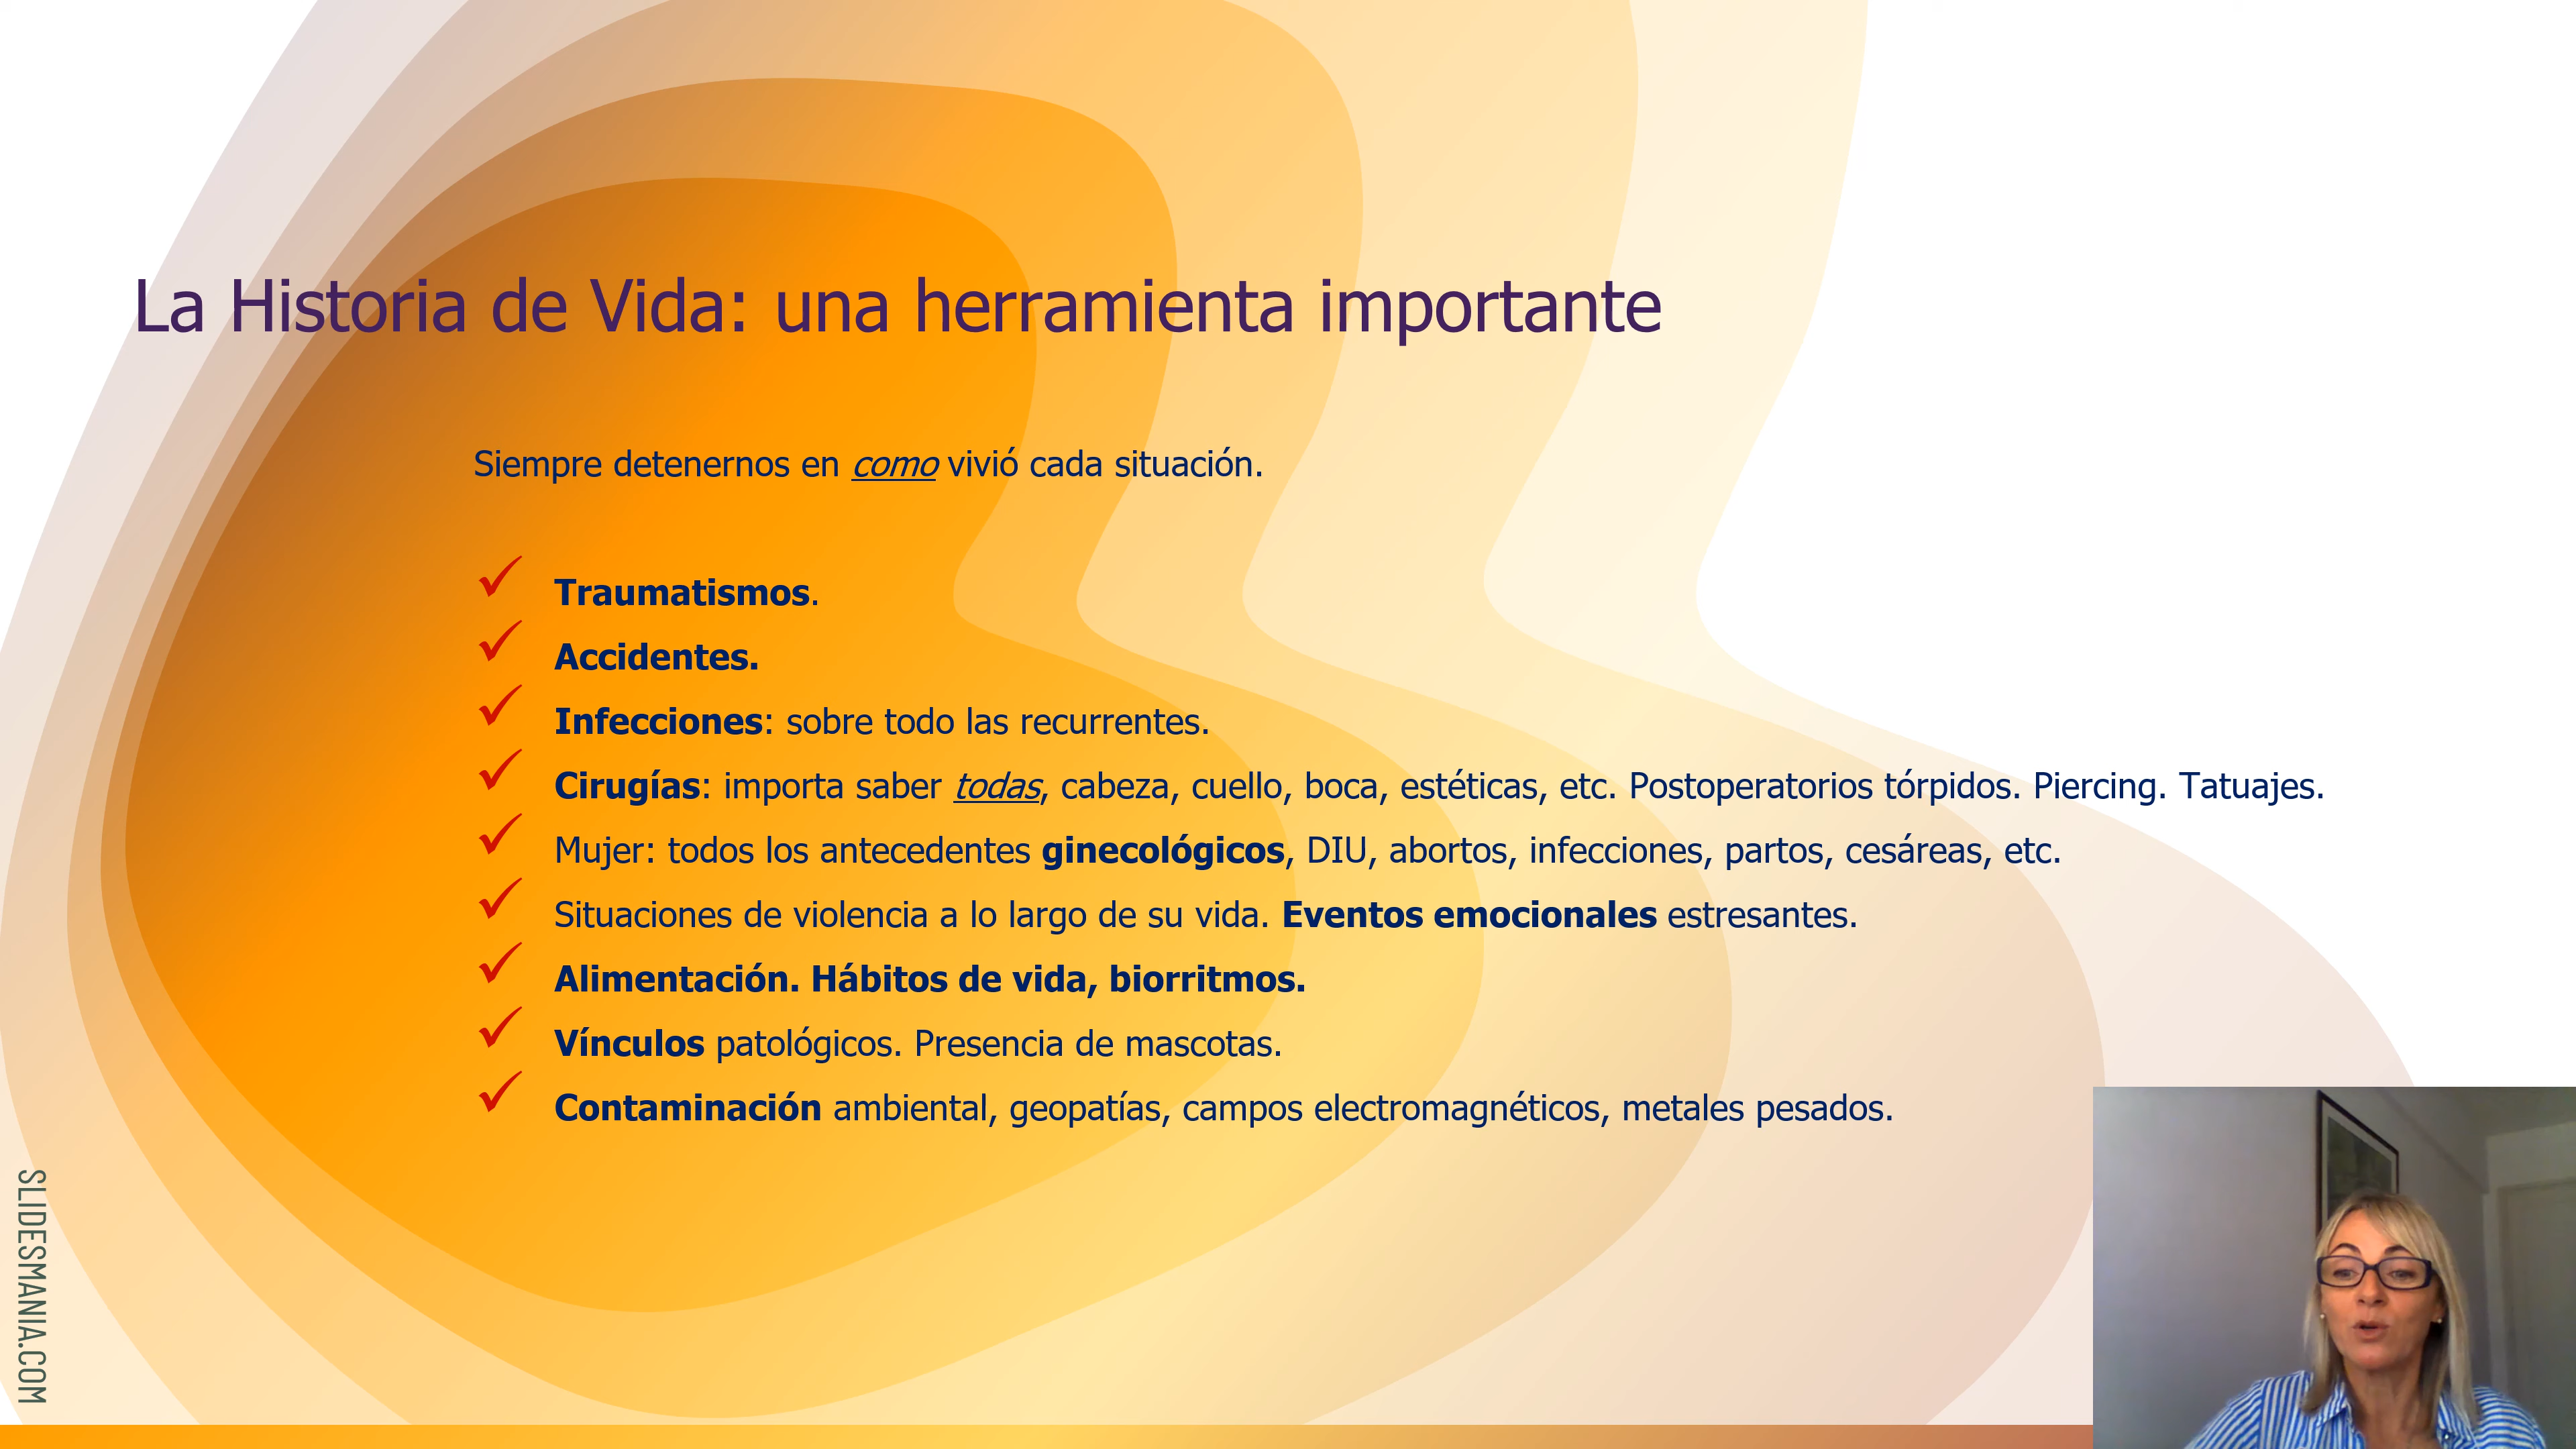 La Historia de Vida: una herramienta importante
Siempre detenernos en como vivió cada situación.
Traumatismos.
Accidentes.
Infecciones: sobre todo las recurrentes.
Cirugías: importa saber todas, cabeza, cuello, boca, estéticas, etc. Postoperatorios tórpidos. Piercing. Tatuajes.
Mujer: todos los antecedentes ginecológicos, DIU, abortos, infecciones, partos, cesáreas, etc.
Situaciones de violencia a lo largo de su vida. Eventos emocionales estresantes.
Alimentación. Hábitos de vida, biorritmos.
Vínculos patológicos. Presencia de mascotas.
Contaminación ambiental, geopatías, campos electromagnéticos, metales pesados.
SLIDESMANIA.COM